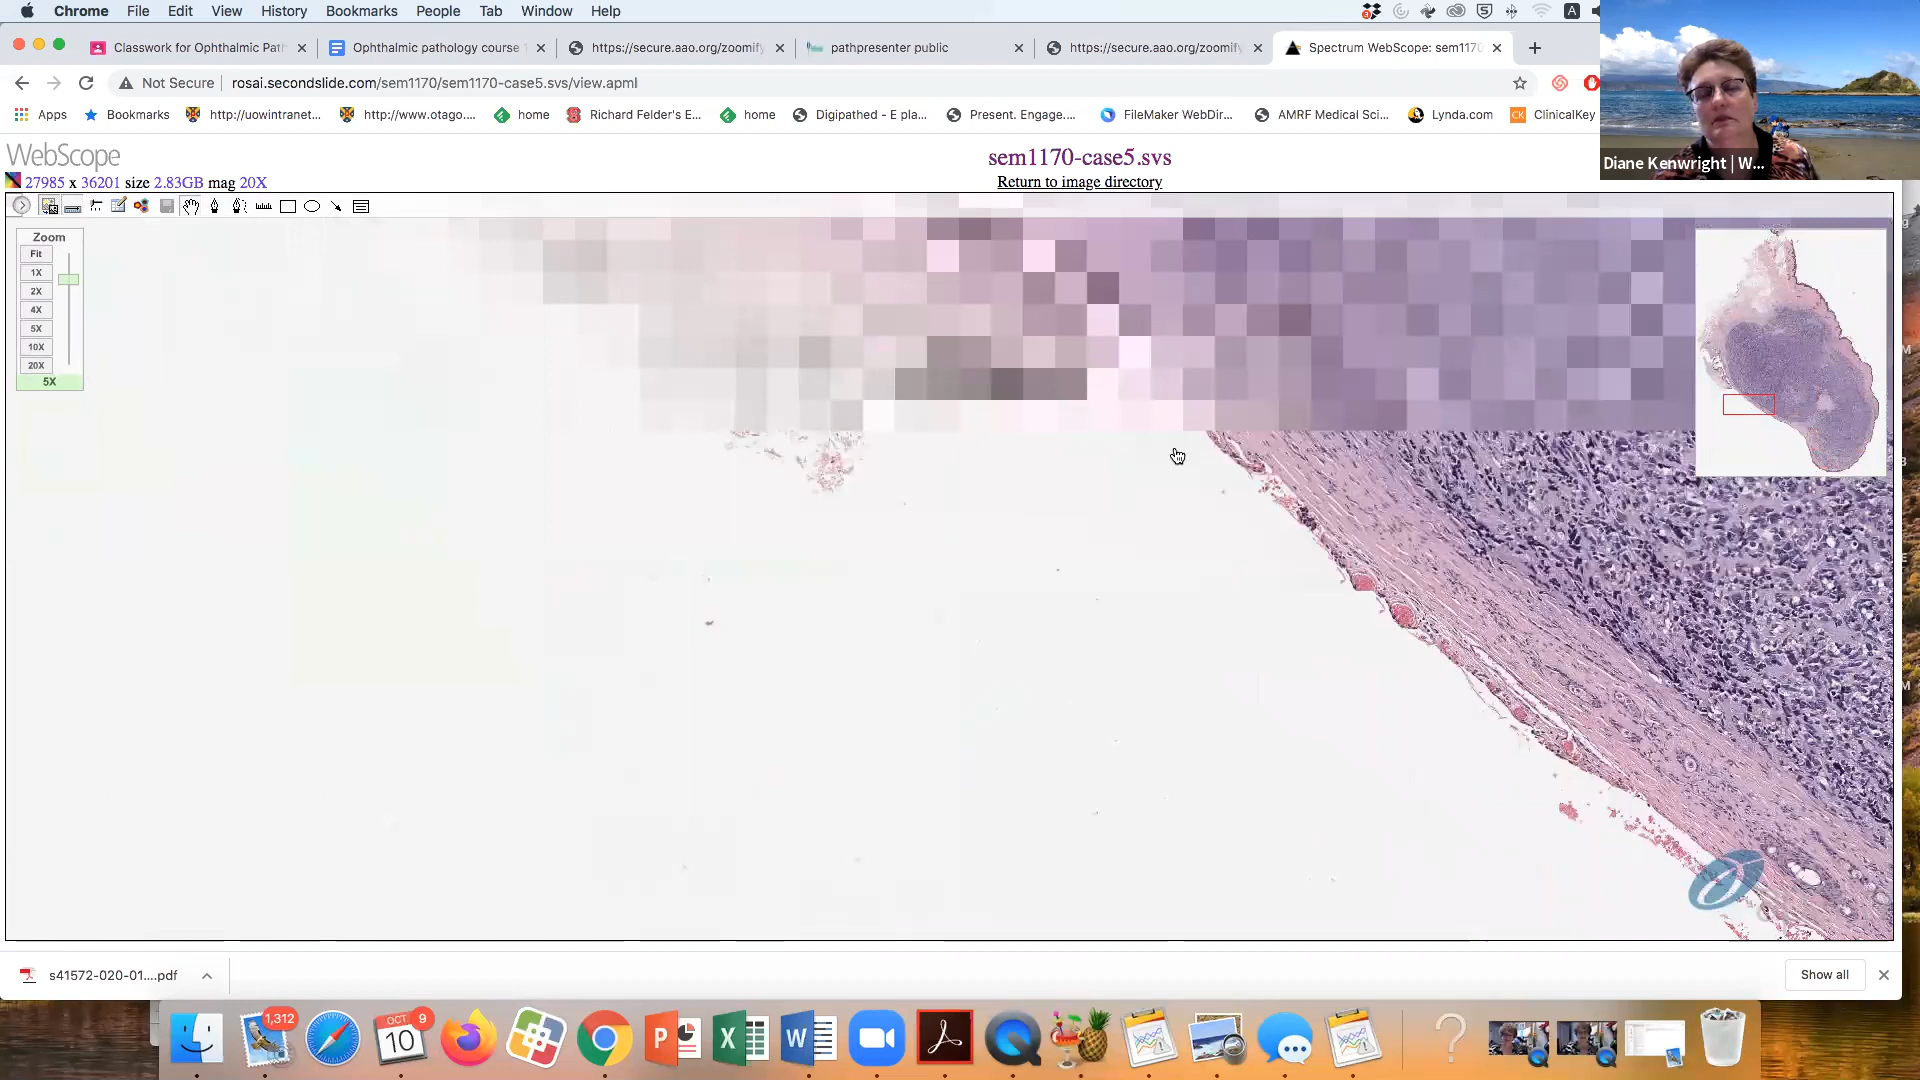 Chrome File Edit View History Bookmarks People Tab Window Help
Classwork for Ophthalmic Path
Ophthalmic pathology course
https://secure.aao.org/zoomify
pathpresenter public
https://secure.aao.org/zoomify
Spectrum WebScope: sem1170
Not Secure rosai.secondslide.com/sem1170/sem1170-case5.svs/view.apml
Apps Bookmarks http://uowintranet... http://www.otago.... home Richard Felder's E... home Digipathed - E pla... Present. Engage.... FileMaker WebDir... AMRF Medical Sci... Lynda.com CK ClinicalKey
Diane Kenwright | W...
WebScope
sem1170-case5.svs
27985 x 36201 size 2.83GB mag 20X
Return to image directory
Zoom
Fit
1X
2X
4X
5X
10X
20X
5X
s41572-020-01....pdf
Show all
1,312
OCT
9
10